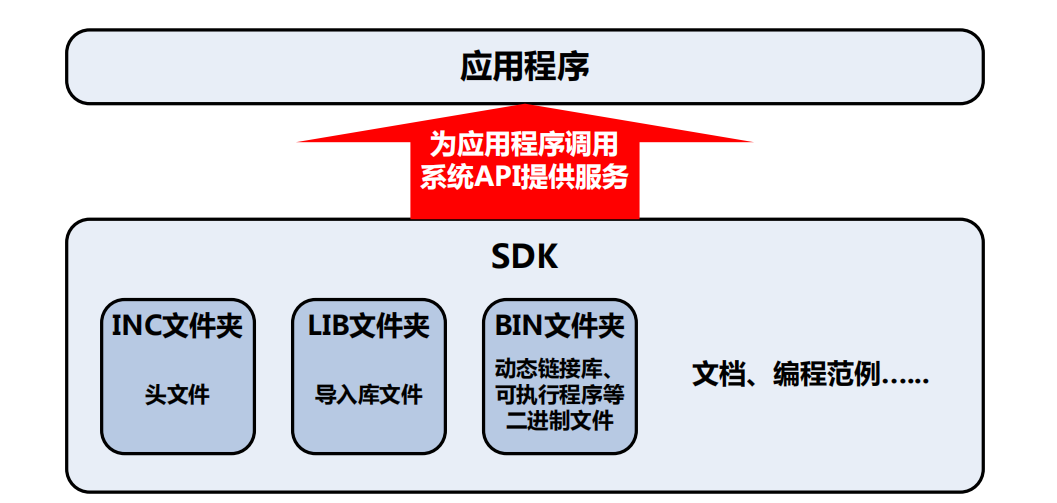 应用程序
为应用程序调用
系统API提供服务
SDK
INC文件夹
头文件
LIB文件夹
导入库文件
BIN文件夹
动态链接库、
可执行程序等
二进制文件
文档、编程范例……